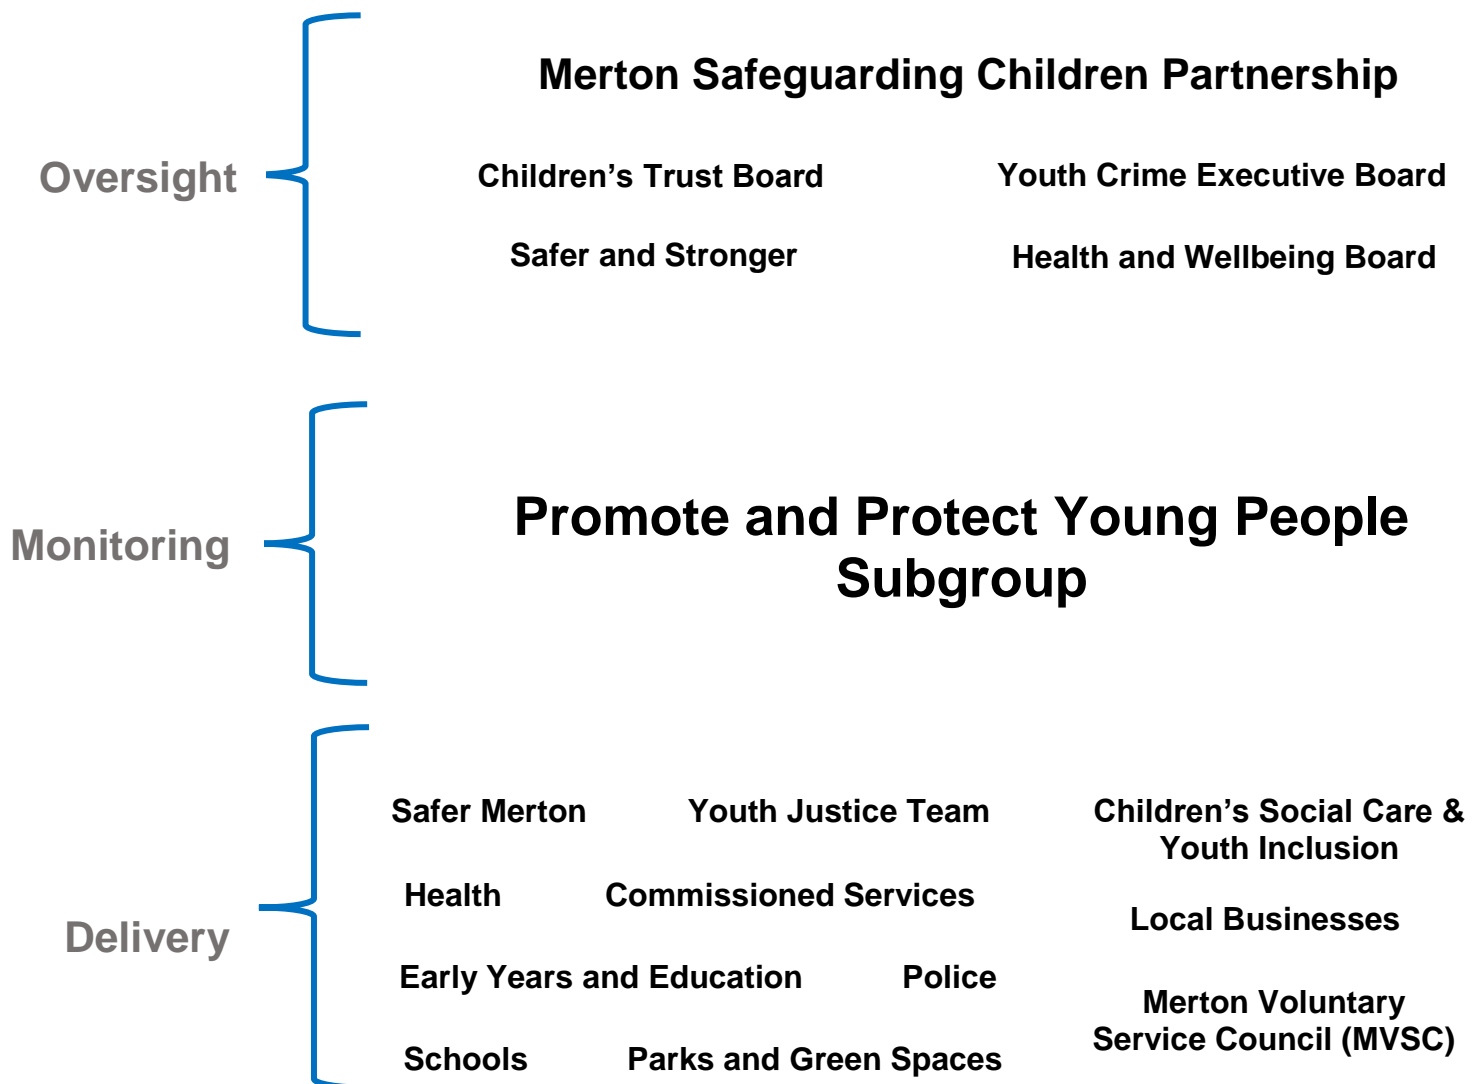 Merton Safeguarding Children Partnership
Oversight
Children’s Trust Board
Youth Crime Executive Board
Safer and Stronger
Health and Wellbeing Board
Monitoring
Promote and Protect Young People
Subgroup
Delivery
Safer Merton
Youth Justice Team
Children’s Social Care &
Youth Inclusion
Health
Commissioned Services
Local Businesses
Early Years and Education
Police
Merton Voluntary
Service Council (MVSC)
Schools
Parks and Green Spaces